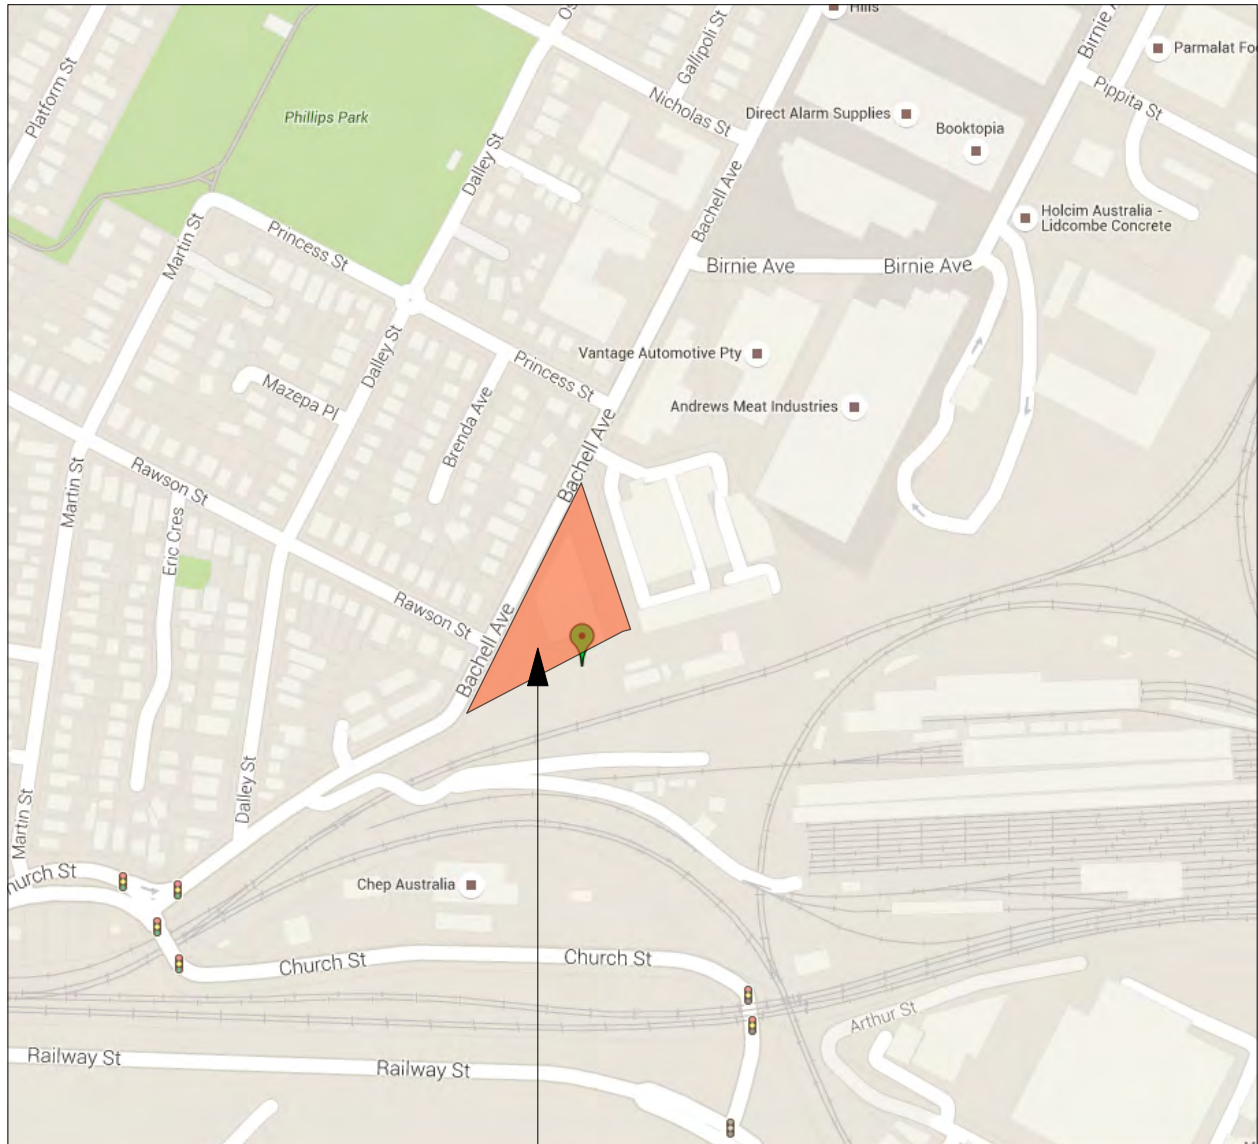 Hills
Platform St
Gallipoli St
Birnie A
Parmalat Fo
Pippita St
Phillips Park
Nicholas St
Direct Alarm Supplies
Booktopia
Dalley St
Bachell Ave
Holcim Australia -
Lidcombe Concrete
Martin St
Princess St
Birnie Ave
Birnie Ave
Dalley St
Vantage Automotive Pty
Princess St
Mazepa Pl
Andrews Meat Industries
Brenda Ave
Bachell Ave
Martin St
Rawson St
Eric Cres
Rawson St
Bachell Ave
Dalley St
Martin St
hurch St
Chep Australia
Church St
Church St
Arthur St
Railway St
Railway St